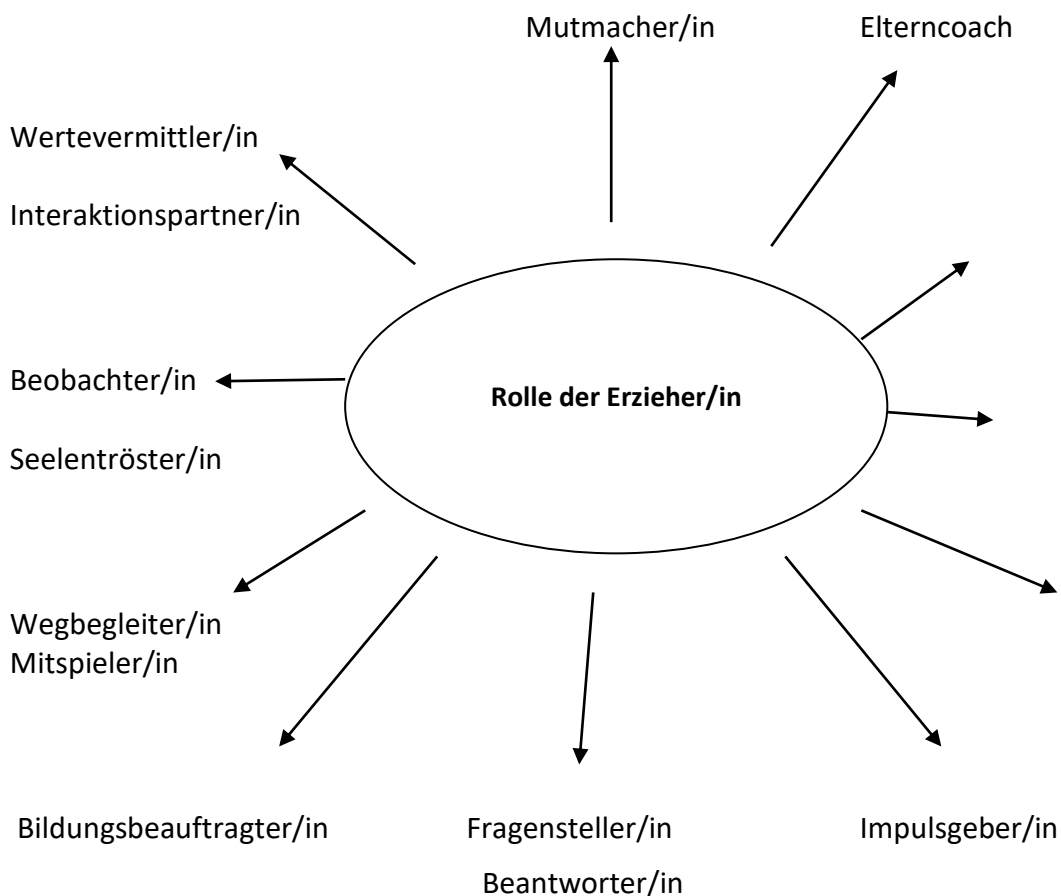 Mutmacher/in Elterncoach
Wertevermittler/in
Interaktionspartner/in
Beobachter/in
Rolle der Erzieher/in
Seelentröster/in
Wegbegleiter/in
Mitspieler/in
Bildungsbeauftragter/in Fragensteller/in Impulsgeber/in
Beantworter/in